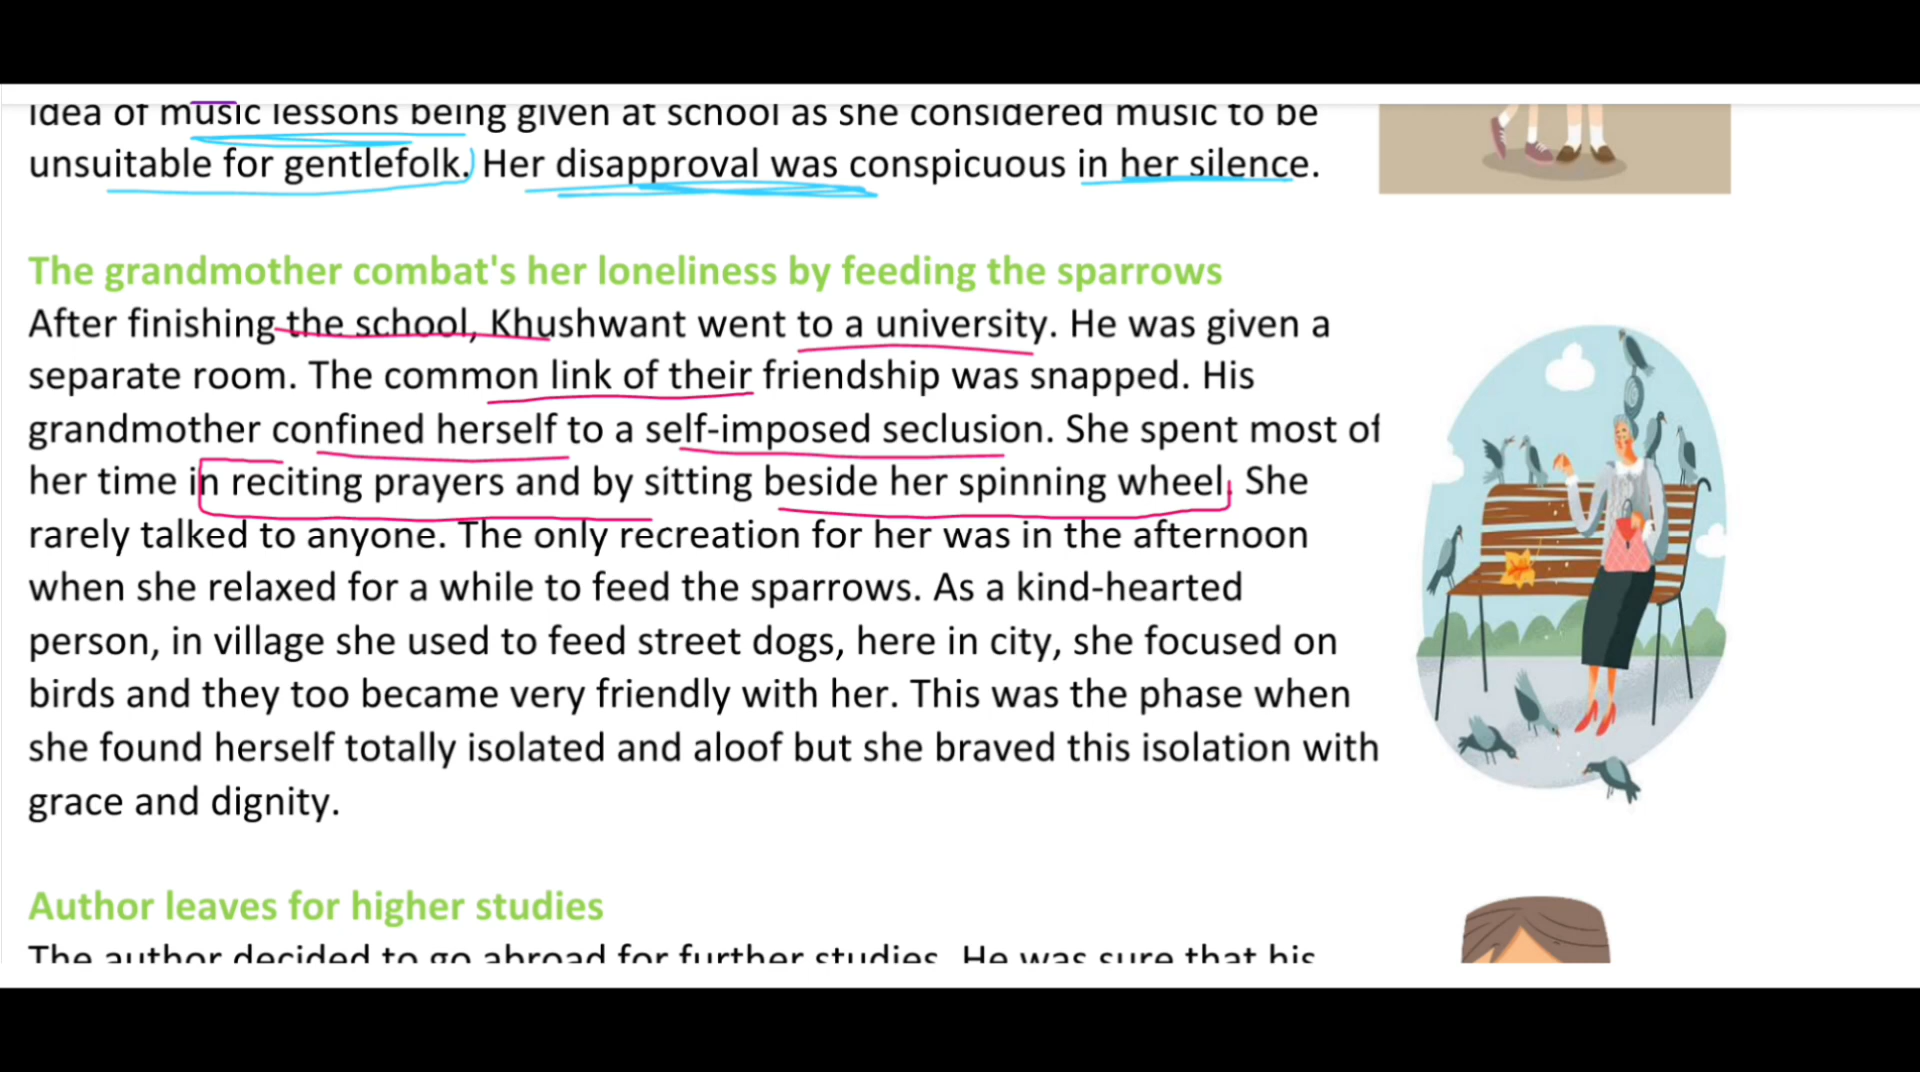 idea of music lessons being given at school as she considered music to be
unsuitable for gentlefolk. Her disapproval was conspicuous in her silence.
The grandmother combat's her loneliness by feeding the sparrows
After finishing the school, Khushwant went to a university. He was given a
separate room. The common link of their friendship was snapped. His
grandmother confined herself to a self-imposed seclusion. She spent most of
her time in reciting prayers and by sitting beside her spinning wheel. She
rarely talked to anyone. The only recreation for her was in the afternoon
when she relaxed for a while to feed the sparrows. As a kind-hearted
person, in village she used to feed street dogs, here in city, she focused on
birds and they too became very friendly with her. This was the phase when
she found herself totally isolated and aloof but she braved this isolation with
grace and dignity.
Author leaves for higher studies
The author decided to go abroad for further studies. He was sure that his